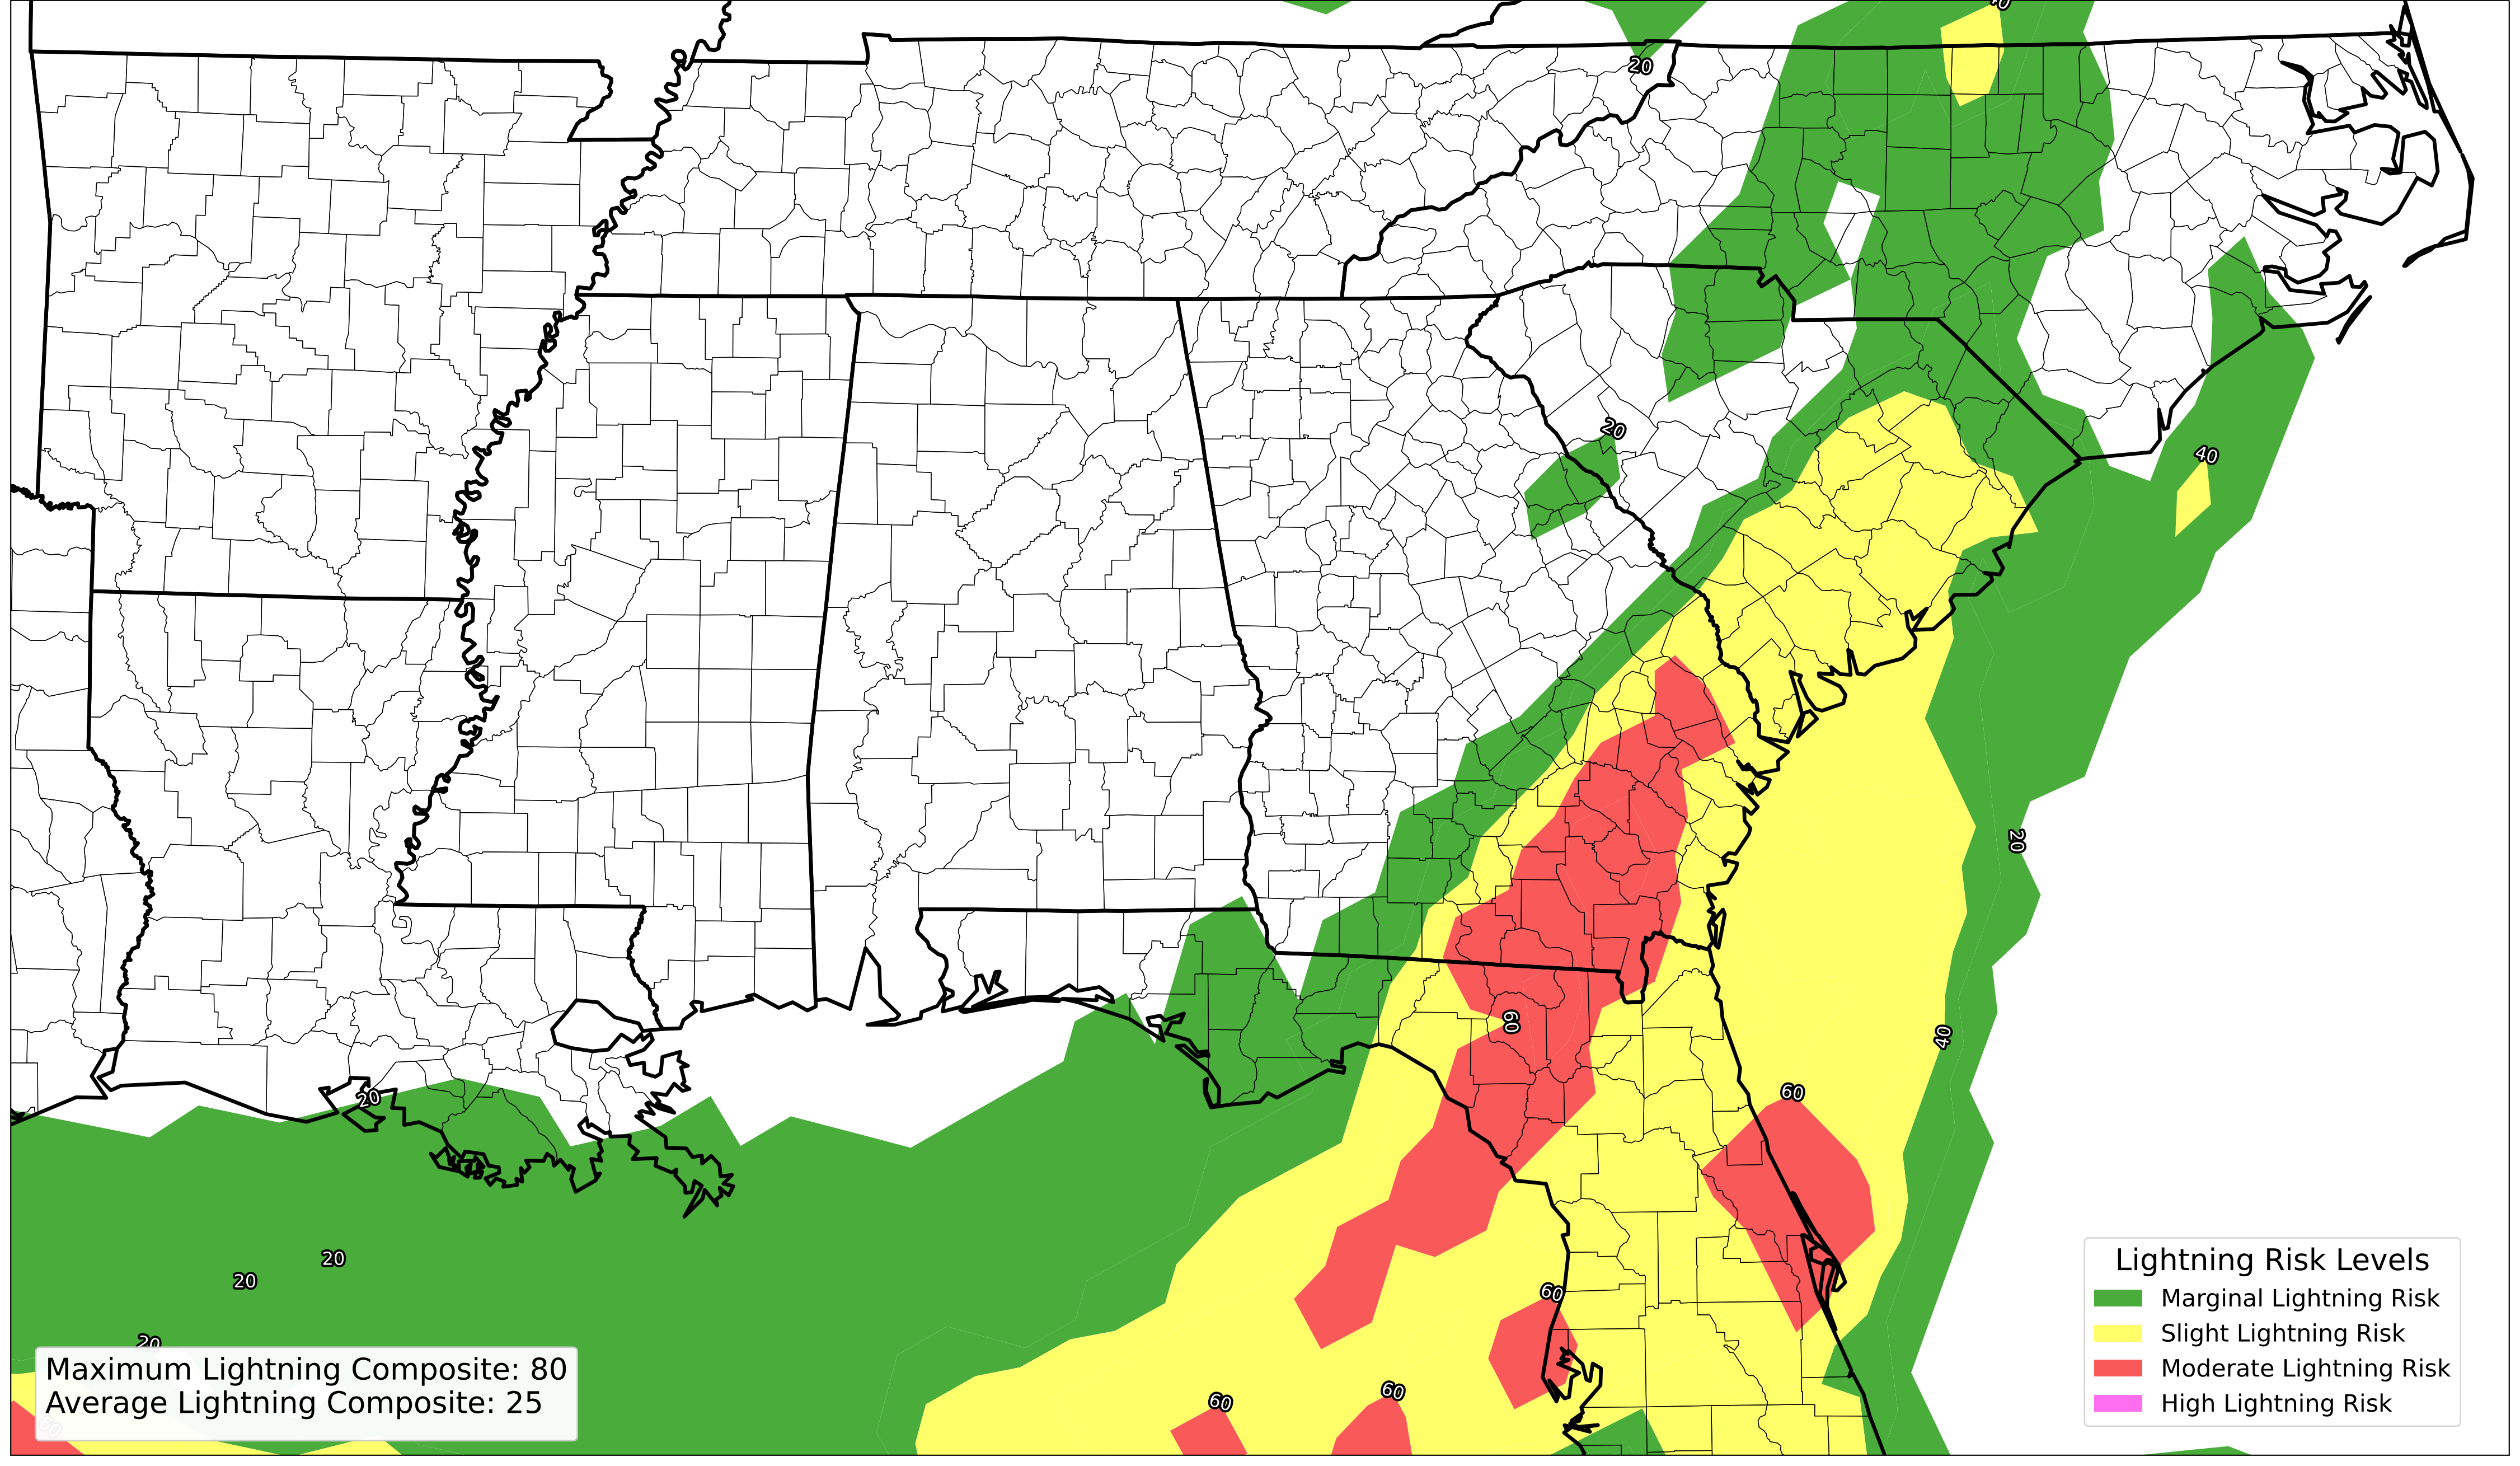 20
20
40
20
60
40
60
20
20
20
60
20
60
60
Lightning Risk Levels
Marginal Lightning Risk
Slight Lightning Risk
Moderate Lightning Risk
High Lightning Risk
Maximum Lightning Composite: 80
Average Lightning Composite: 25
60